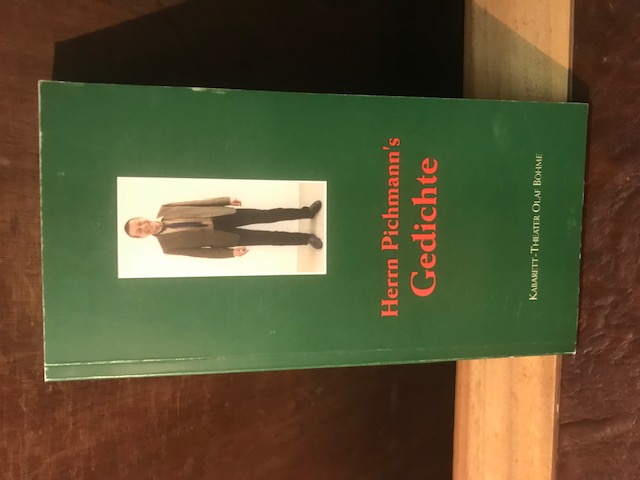 Herrn Pichmann's
Gedichte
KABARETT-THEATER OLAF BÖHME